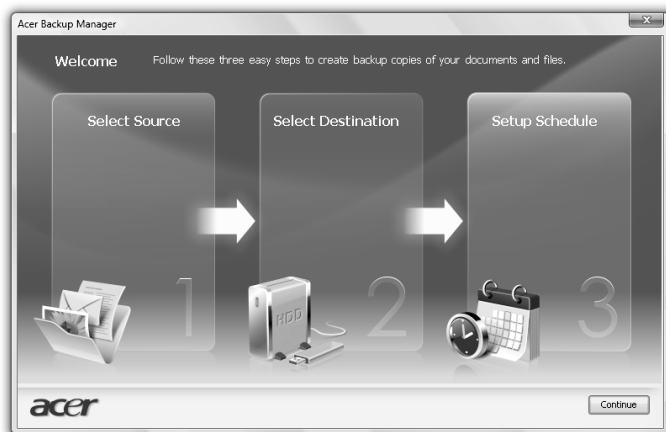 Acer Backup Manager
Welcome Follow these three easy steps to create backup copies of your documents and files.
Select Source
Select Destination
Setup Schedule
1
HDD
2
3
acer
Continue